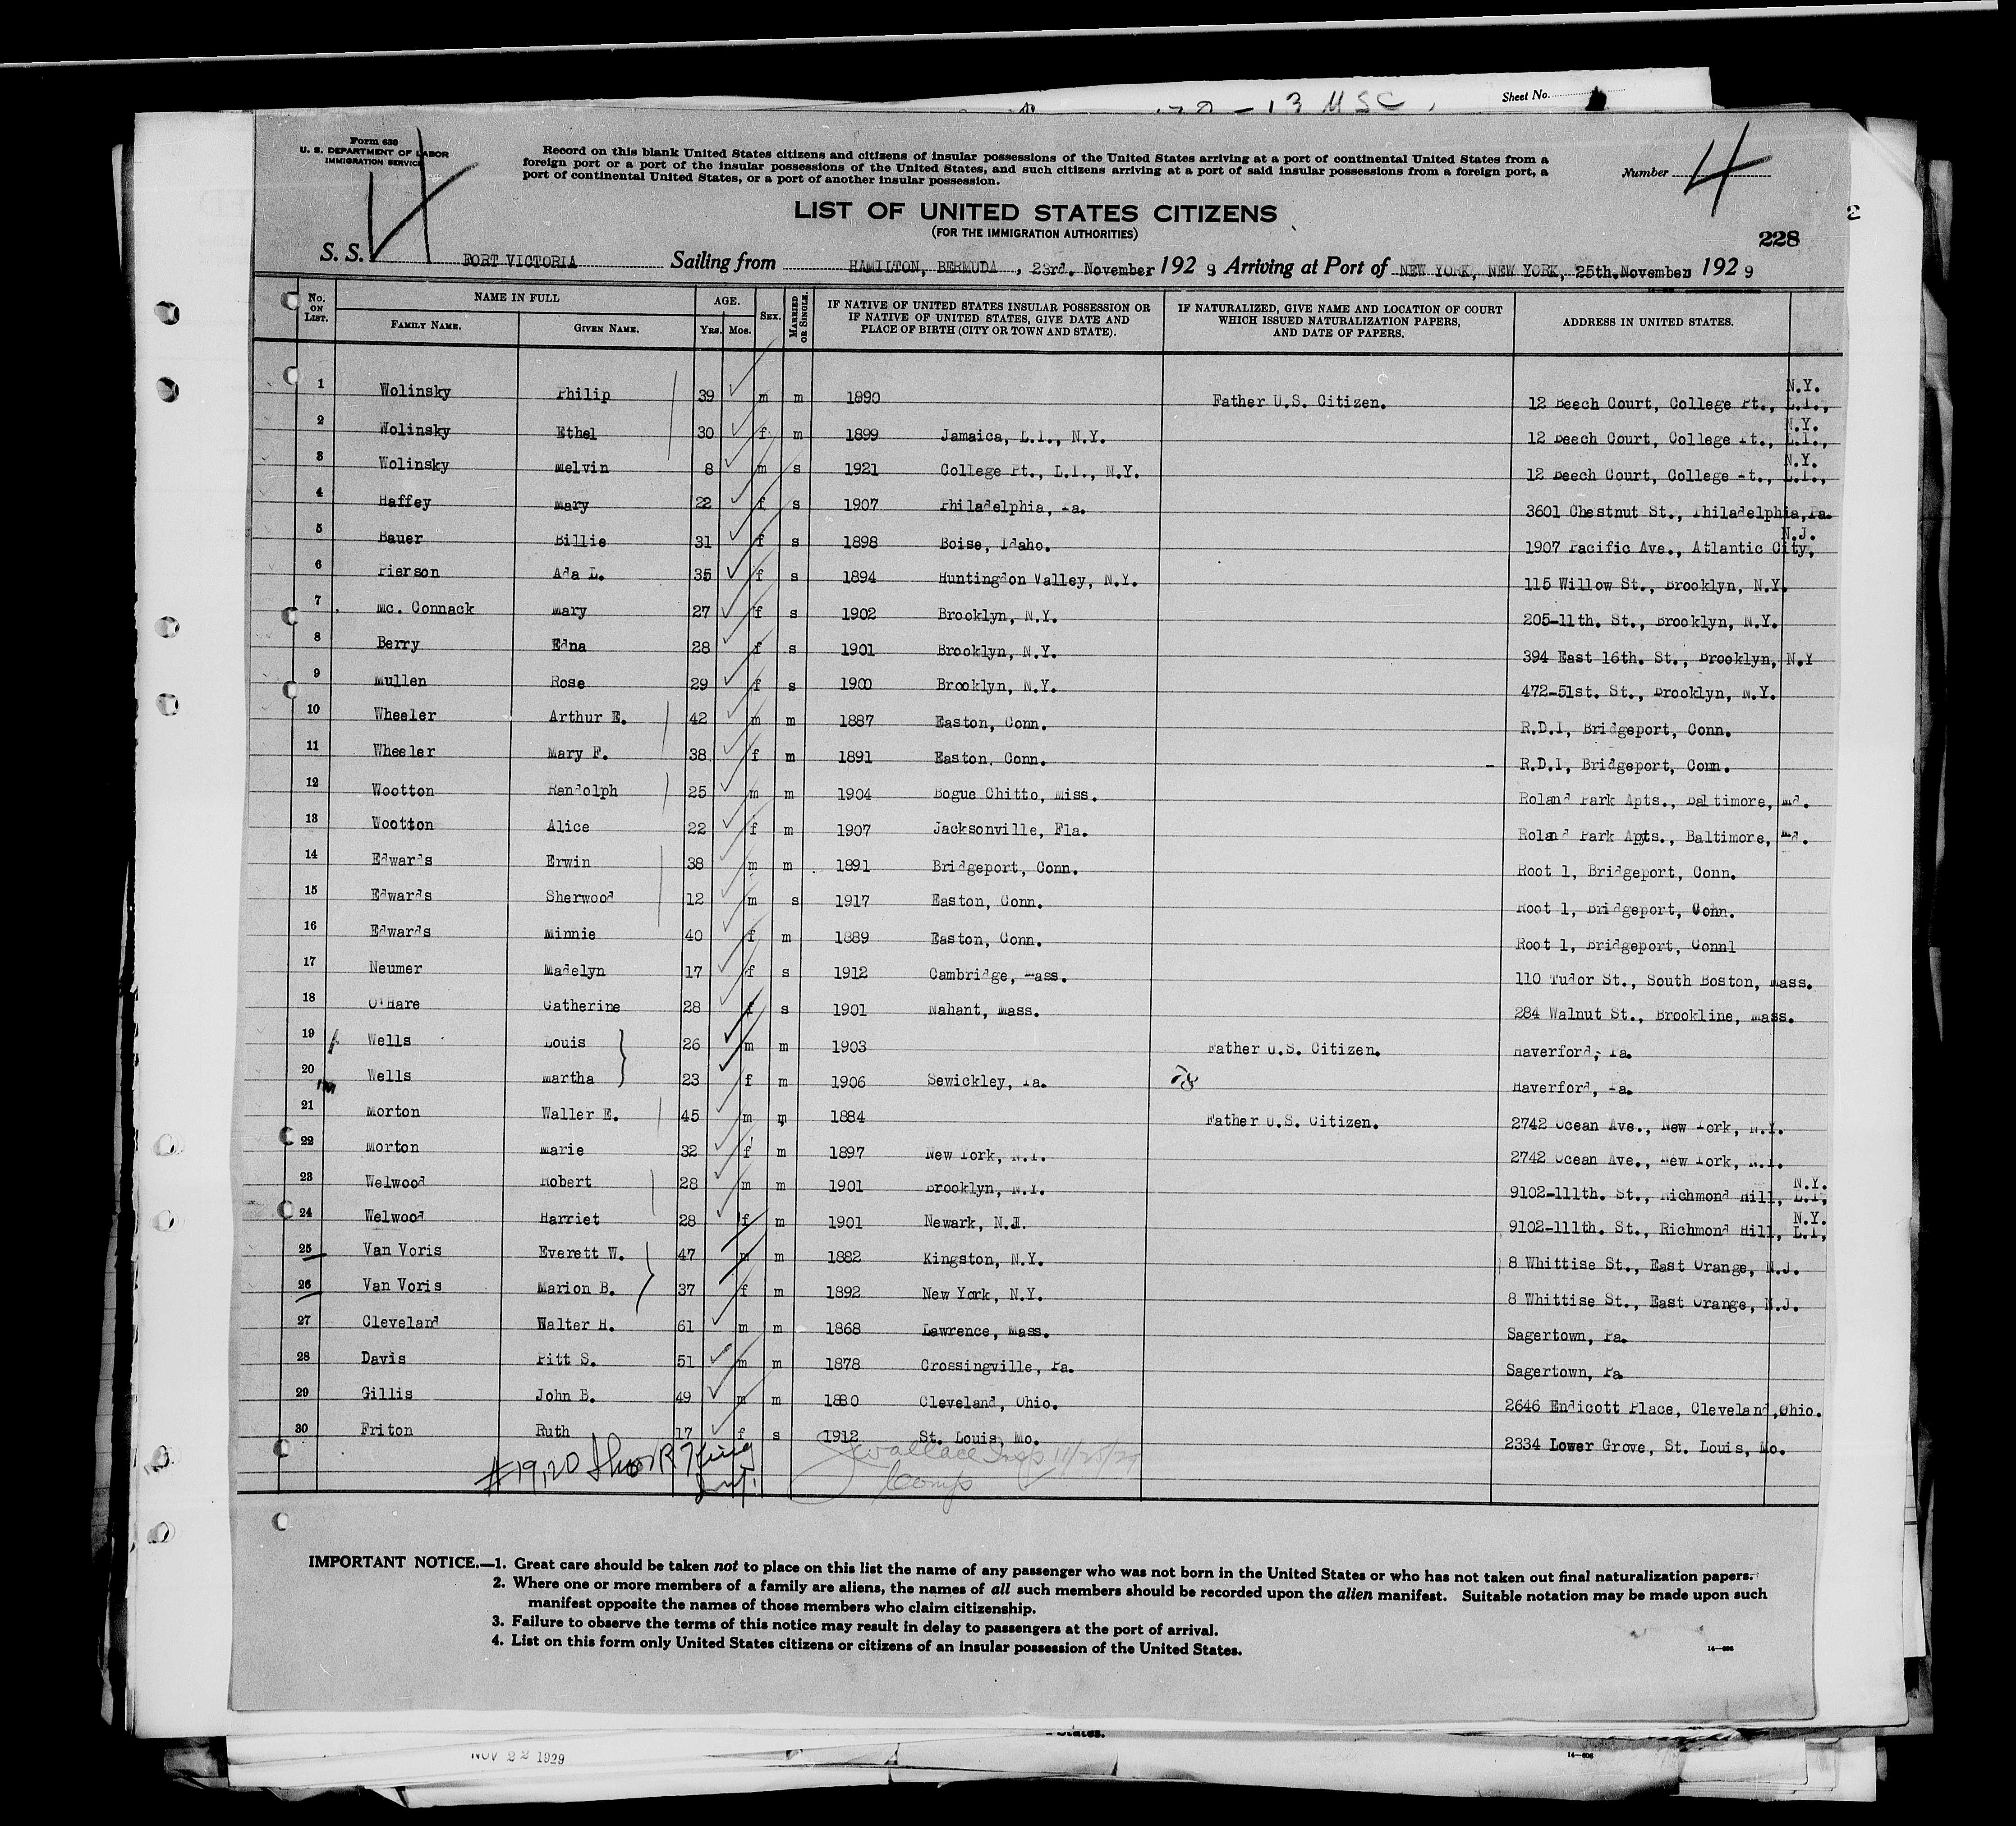 Sheet No.
- 13 MSC
Form 630
U. S. DEPARTMENT OF LABOR
IMMIGRATION SERVICE
Record on this blank United States citizens and citizens of insular possessions of the United States arriving at a port of continental United States from a
foreign port or a port of the insular possessions of the United States, and such citizens arriving at a port of said insular possessions from a foreign port, a
port of continental United States, or a port of another insular possession.
Number 4
LIST OF UNITED STATES CITIZENS
(FOR THE IMMIGRATION AUTHORITIES)
228
S. S. FORT VICTORIA Sailing from HAMILTON, BERMUDA , 23rd. November 192 9 Arriving at Port of NEW YORK, NEW YORK, 25th.November 192 9
No. ON LIST. NAME IN FULL FAMILY NAME. GIVEN NAME. AGE. YRS. MOS. SEX. MARRIED OR SINGLE. IF NATIVE OF UNITED STATES INSULAR POSSESSION OR IF NATIVE OF UNITED STATES, GIVE DATE AND PLACE OF BIRTH (CITY OR TOWN AND STATE). IF NATURALIZED, GIVE NAME AND LOCATION OF COURT WHICH ISSUED NATURALIZATION PAPERS, AND DATE OF PAPERS. ADDRESS IN UNITED STATES.
1 Wolinsky Philip 39 m m 1890 Father U.S. Citizen. 12 Beech Court, College Pt., L.I., N.Y.
2 Wolinsky Ethel 30 f m 1899 Jamaica, L.I., N.Y. 12 Beech Court, College Pt., L.I., N.Y.
3 Wolinsky Melvin 8 m s 1921 College Pt., L.I., N.Y. 12 Beech Court, College Pt., L.I., N.Y.
4 Haffey Mary 22 f s 1907 Philadelphia, Pa. 3601 Chestnut St., Philadelphia,Pa.
5 Bauer Billie 31 f s 1898 Boise, Idaho. 1907 Pacific Ave., Atlantic City, N.J.
6 Pierson Ada L. 35 f s 1894 Huntingdon Valley, N.Y. 115 Willow St., Brooklyn, N.Y.
7 Mc. Connack Mary 27 f s 1902 Brooklyn, N.Y. 205-11th. St., Brooklyn, N.Y.
8 Berry Edna 28 f s 1901 Brooklyn, N.Y. 394 East 16th. St., Brooklyn, N.Y
9 Mullen Rose 29 f s 1900 Brooklyn, N.Y. 472-51st. St., Brooklyn, N.Y.
10 Wheeler Arthur E. 42 m m 1887 Easton, Conn. R.D.1, Bridgeport, Conn.
11 Wheeler Mary F. 38 f m 1891 Easton, Conn. R.D.1, Bridgeport, Conn.
12 Wootton Randolph 25 m m 1904 Bogue Chitto, Miss. Roland Park Apts., Baltimore, Md.
13 Wootton Alice 22 f m 1907 Jacksonville, Fla. Roland Park Apts., Baltimore, Md.
14 Edwards Erwin 38 m m 1891 Bridgeport, Conn. Root 1, Bridgeport, Conn.
15 Edwards Sherwood 12 m s 1917 Easton, Conn. Root 1, Bridgeport, Conn.
16 Edwards Minnie 40 f m 1889 Easton, Conn. Root 1, Bridgeport, Conn1
17 Neumer Madelyn 17 f s 1912 Cambridge, Mass. 110 Tudor St., South Boston, Mass.
18 O'Hare Catherine 28 f s 1901 Nahant, Mass. 284 Walnut St., Brookline, Mass.
19 Wells Louis 26 m m 1903 Father U.S. Citizen. Haverford, Pa.
20 Wells Martha 23 f m 1906 Sewickley, Pa. 78 Haverford, Pa.
21 Morton Waller E. 45 m m 1884 Father U.S. Citizen. 2742 Ocean Ave., New York, N.Y.
22 Morton Marie 32 f m 1897 New York, N.Y. 2742 Ocean Ave., New York, N.Y.
23 Welwood Robert 28 m m 1901 Brooklyn, N.Y. 9102-111th. St., Richmond Hill, L.I, N.Y.
24 Welwood Harriet 28 f m 1901 Newark, N.J. 9102-111th. St., Richmond Hill, L.I, N.Y.
25 Van Voris Everett W. 47 m m 1882 Kingston, N.Y. 8 Whittise St., East Orange, N.J.
26 Van Voris Marion B. 37 f m 1892 New York, N.Y. 8 Whittise St., East Orange, N.J.
27 Cleveland Walter H. 61 m m 1868 Lawrence, Mass. Sagertown, Pa.
28 Davis Pitt S. 51 m m 1878 Crossingville, Pa. Sagertown, Pa
29 Gillis John B. 49 m m 1880 Cleveland, Ohio. 2646 Endicott Place, Cleveland,Ohio.
30 Friton Ruth 17 f s 1912 St. Louis, Mo. 2334 Lower Grove, St. Louis, Mo.
#19,20
Wallace Insp 11/25/29
Comp
IMPORTANT NOTICE.—1. Great care should be taken not to place on this list the name of any passenger who was not born in the United States or who has not taken out final naturalization papers.
2. Where one or more members of a family are aliens, the names of all such members should be recorded upon the alien manifest. Suitable notation may be made upon such
manifest opposite the names of those members who claim citizenship.
3. Failure to observe the terms of this notice may result in delay to passengers at the port of arrival.
4. List on this form only United States citizens or citizens of an insular possession of the United States.
14—606
States.
NOV 22 1929
14—606